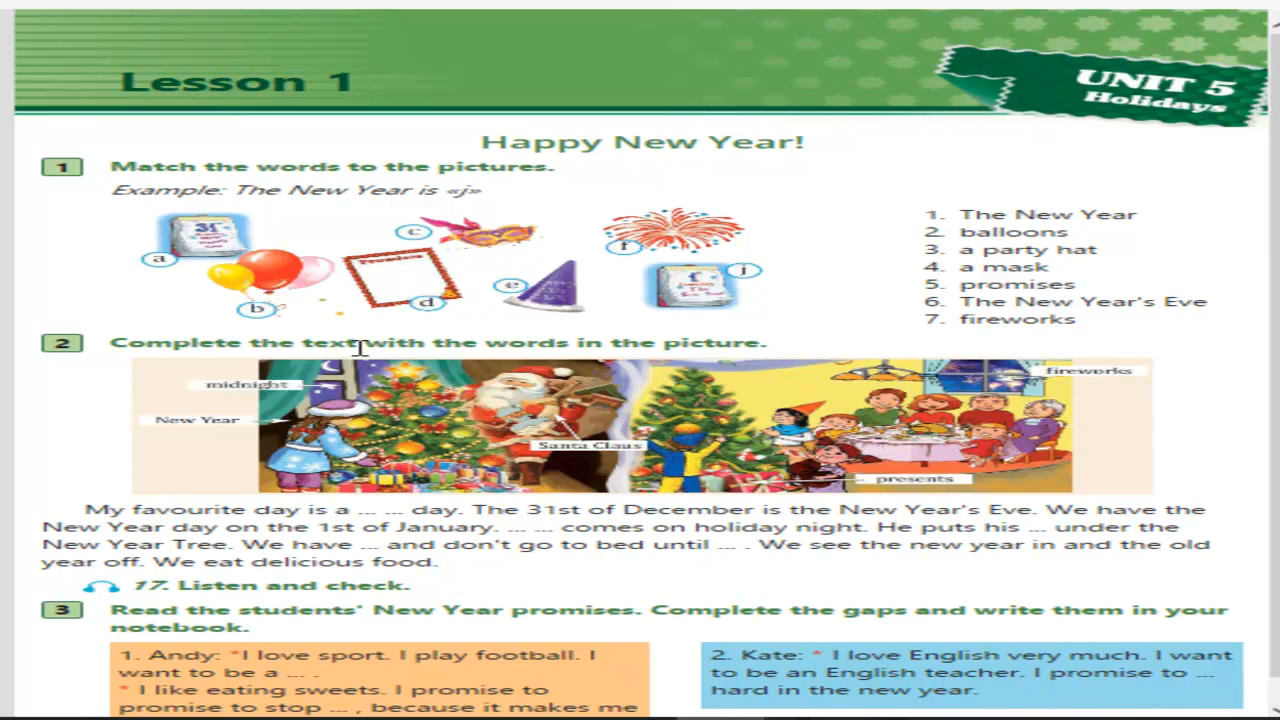 Lesson 1
UNIT 5
Holidays
Happy New Year!
1 Match the words to the pictures.
Example: The New Year is «j»
31
a
b
c
Promises
d
e
f
1
j
1. The New Year
2. balloons
3. a party hat
4. a mask
5. promises
6. The New Year's Eve
7. fireworks
2 Complete the text with the words in the picture.
midnight
New Year
Santa Claus
fireworks
presents
My favourite day is a ... ... day. The 31st of December is the New Year's Eve. We have the
New Year day on the 1st of January. ... ... comes on holiday night. He puts his ... under the
New Year Tree. We have ... and don't go to bed until ... . We see the new year in and the old
year off. We eat delicious food.
17. Listen and check.
3 Read the students' New Year promises. Complete the gaps and write them in your
notebook.
1. Andy: *I love sport. I play football. I
want to be a ... .
* I like eating sweets. I promise to
promise to stop ... , because it makes me
2. Kate: * I love English very much. I want
to be an English teacher. I promise to ...
hard in the new year.